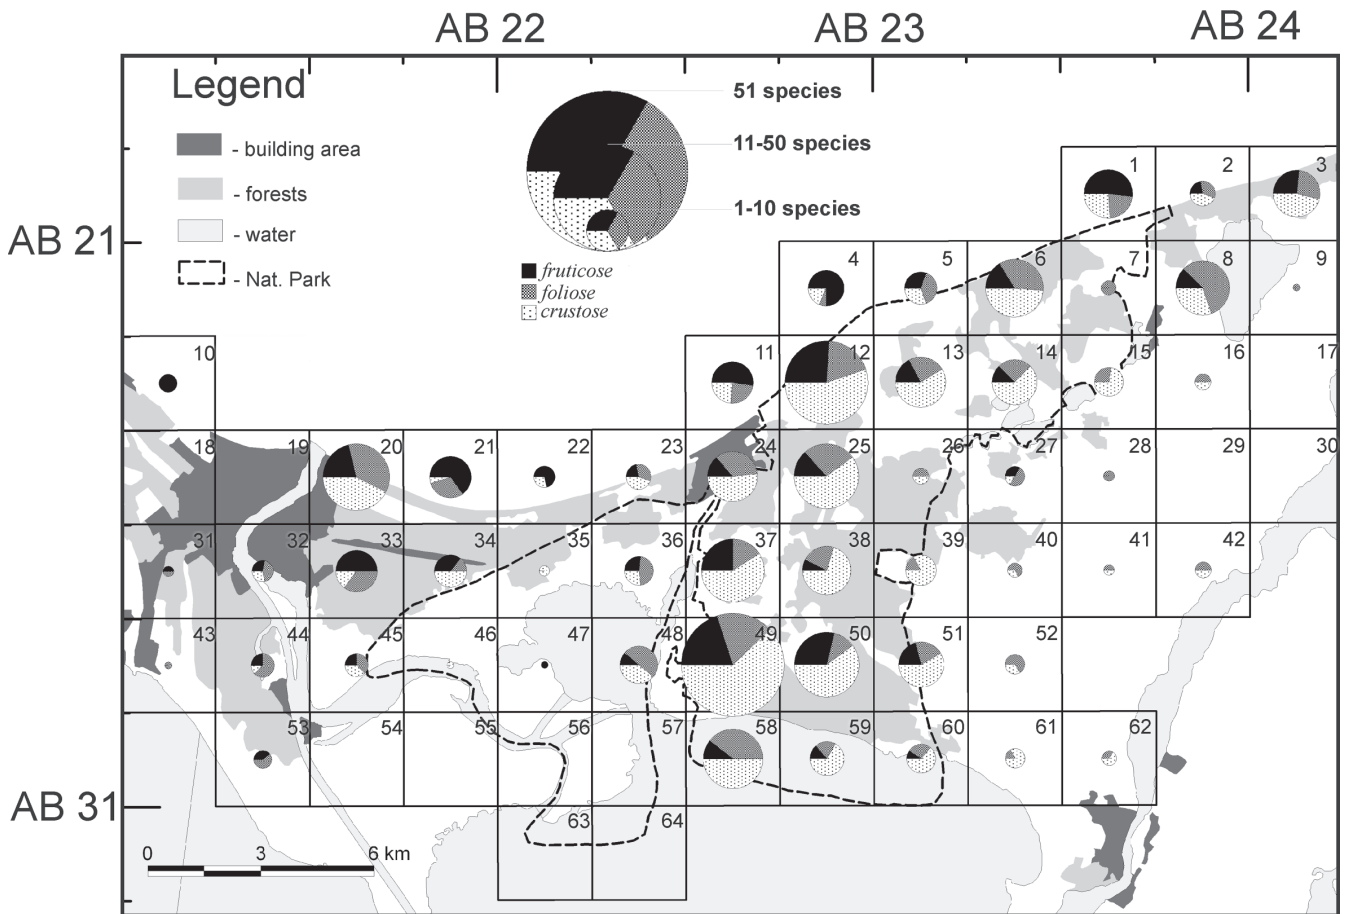 AB 22 AB 23 AB 24
Legend
51 species
- building area
11-50 species
- forests
1-10 species
- water
- Nat. Park
fruticose
foliose
crustose
AB 21
1 2 3
4 5 6 7 8 9
10 11 12 13 14 15 16 17
18 19 20 21 22 23 24 25 26 27 28 29 30
31 32 33 34 35 36 37 38 39 40 41 42
43 44 45 46 47 48 49 50 51 52
53 54 55 56 57 58 59 60 61 62
AB 31
63 64
0 3 6 km